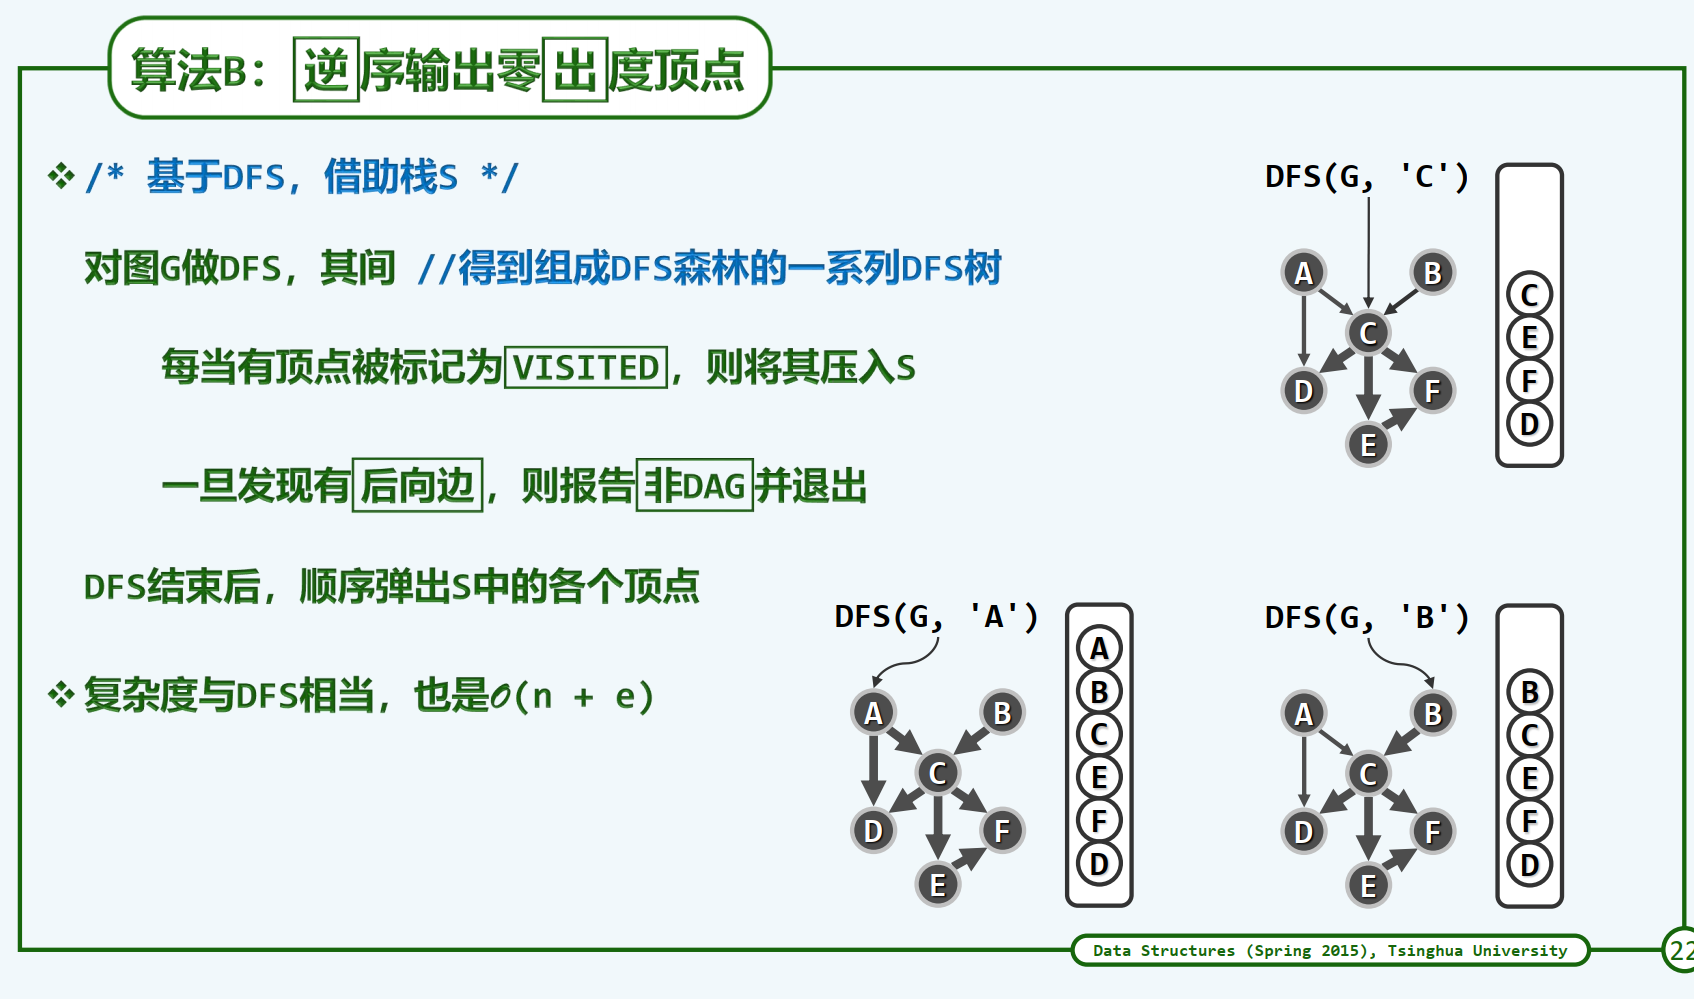 算法B：逆序输出零出度顶点
❖ /* 基于DFS，借助栈S */
对图G做DFS，其间 //得到组成DFS森林的一系列DFS树
每当有顶点被标记为VISITED，则将其压入S
一旦发现有后向边，则报告非DAG并退出
DFS结束后，顺序弹出S中的各个顶点
❖ 复杂度与DFS相当，也是O(n + e)
DFS(G, 'C')
A
B
C
D
F
E
C
E
F
D
DFS(G, 'A')
A
B
C
D
F
E
A
B
C
E
F
D
DFS(G, 'B')
A
B
C
D
F
E
B
C
E
F
D
Data Structures (Spring 2015), Tsinghua University
22